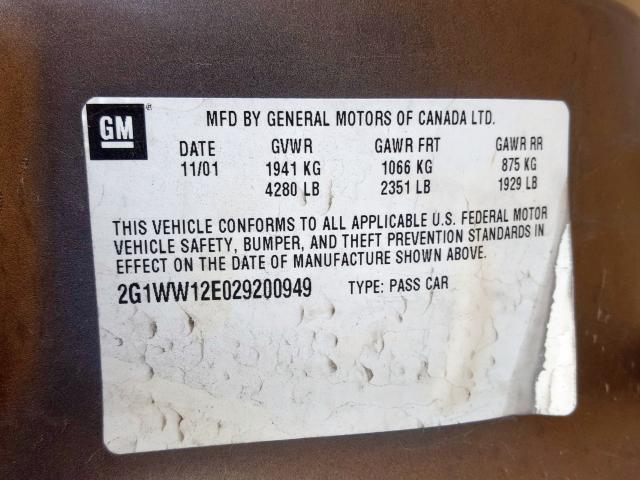 GM®
MFD BY GENERAL MOTORS OF CANADA LTD.
DATE GVWR GAWR FRT GAWR RR
11/01 1941 KG 1066 KG 875 KG
4280 LB 2351 LB 1929 LB
THIS VEHICLE CONFORMS TO ALL APPLICABLE U.S. FEDERAL MOTOR
VEHICLE SAFETY, BUMPER, AND THEFT PREVENTION STANDARDS IN
EFFECT ON THE DATE OF MANUFACTURE SHOWN ABOVE.
2G1WW12E029200949 TYPE: PASS CAR